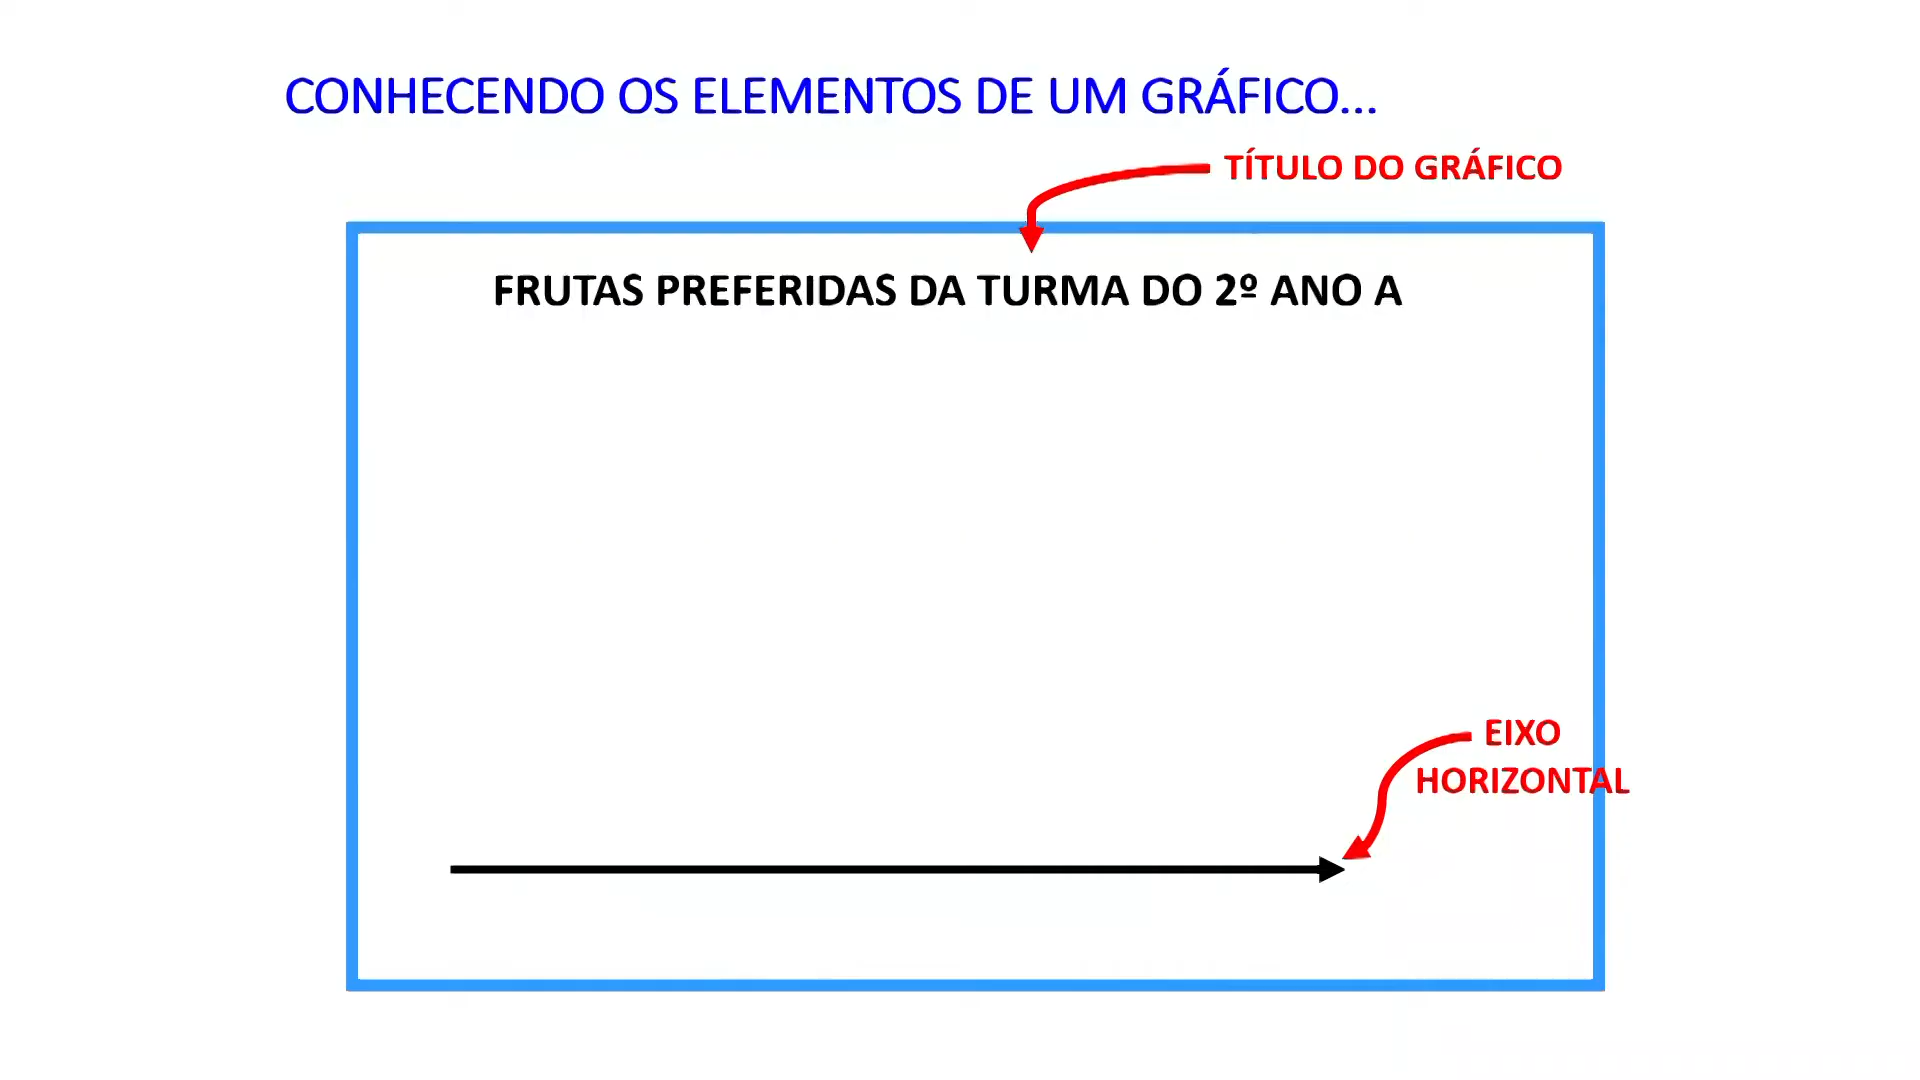 CONHECENDO OS ELEMENTOS DE UM GRÁFICO...
TÍTULO DO GRÁFICO
FRUTAS PREFERIDAS DA TURMA DO 2º ANO A
EIXO
HORIZONTAL